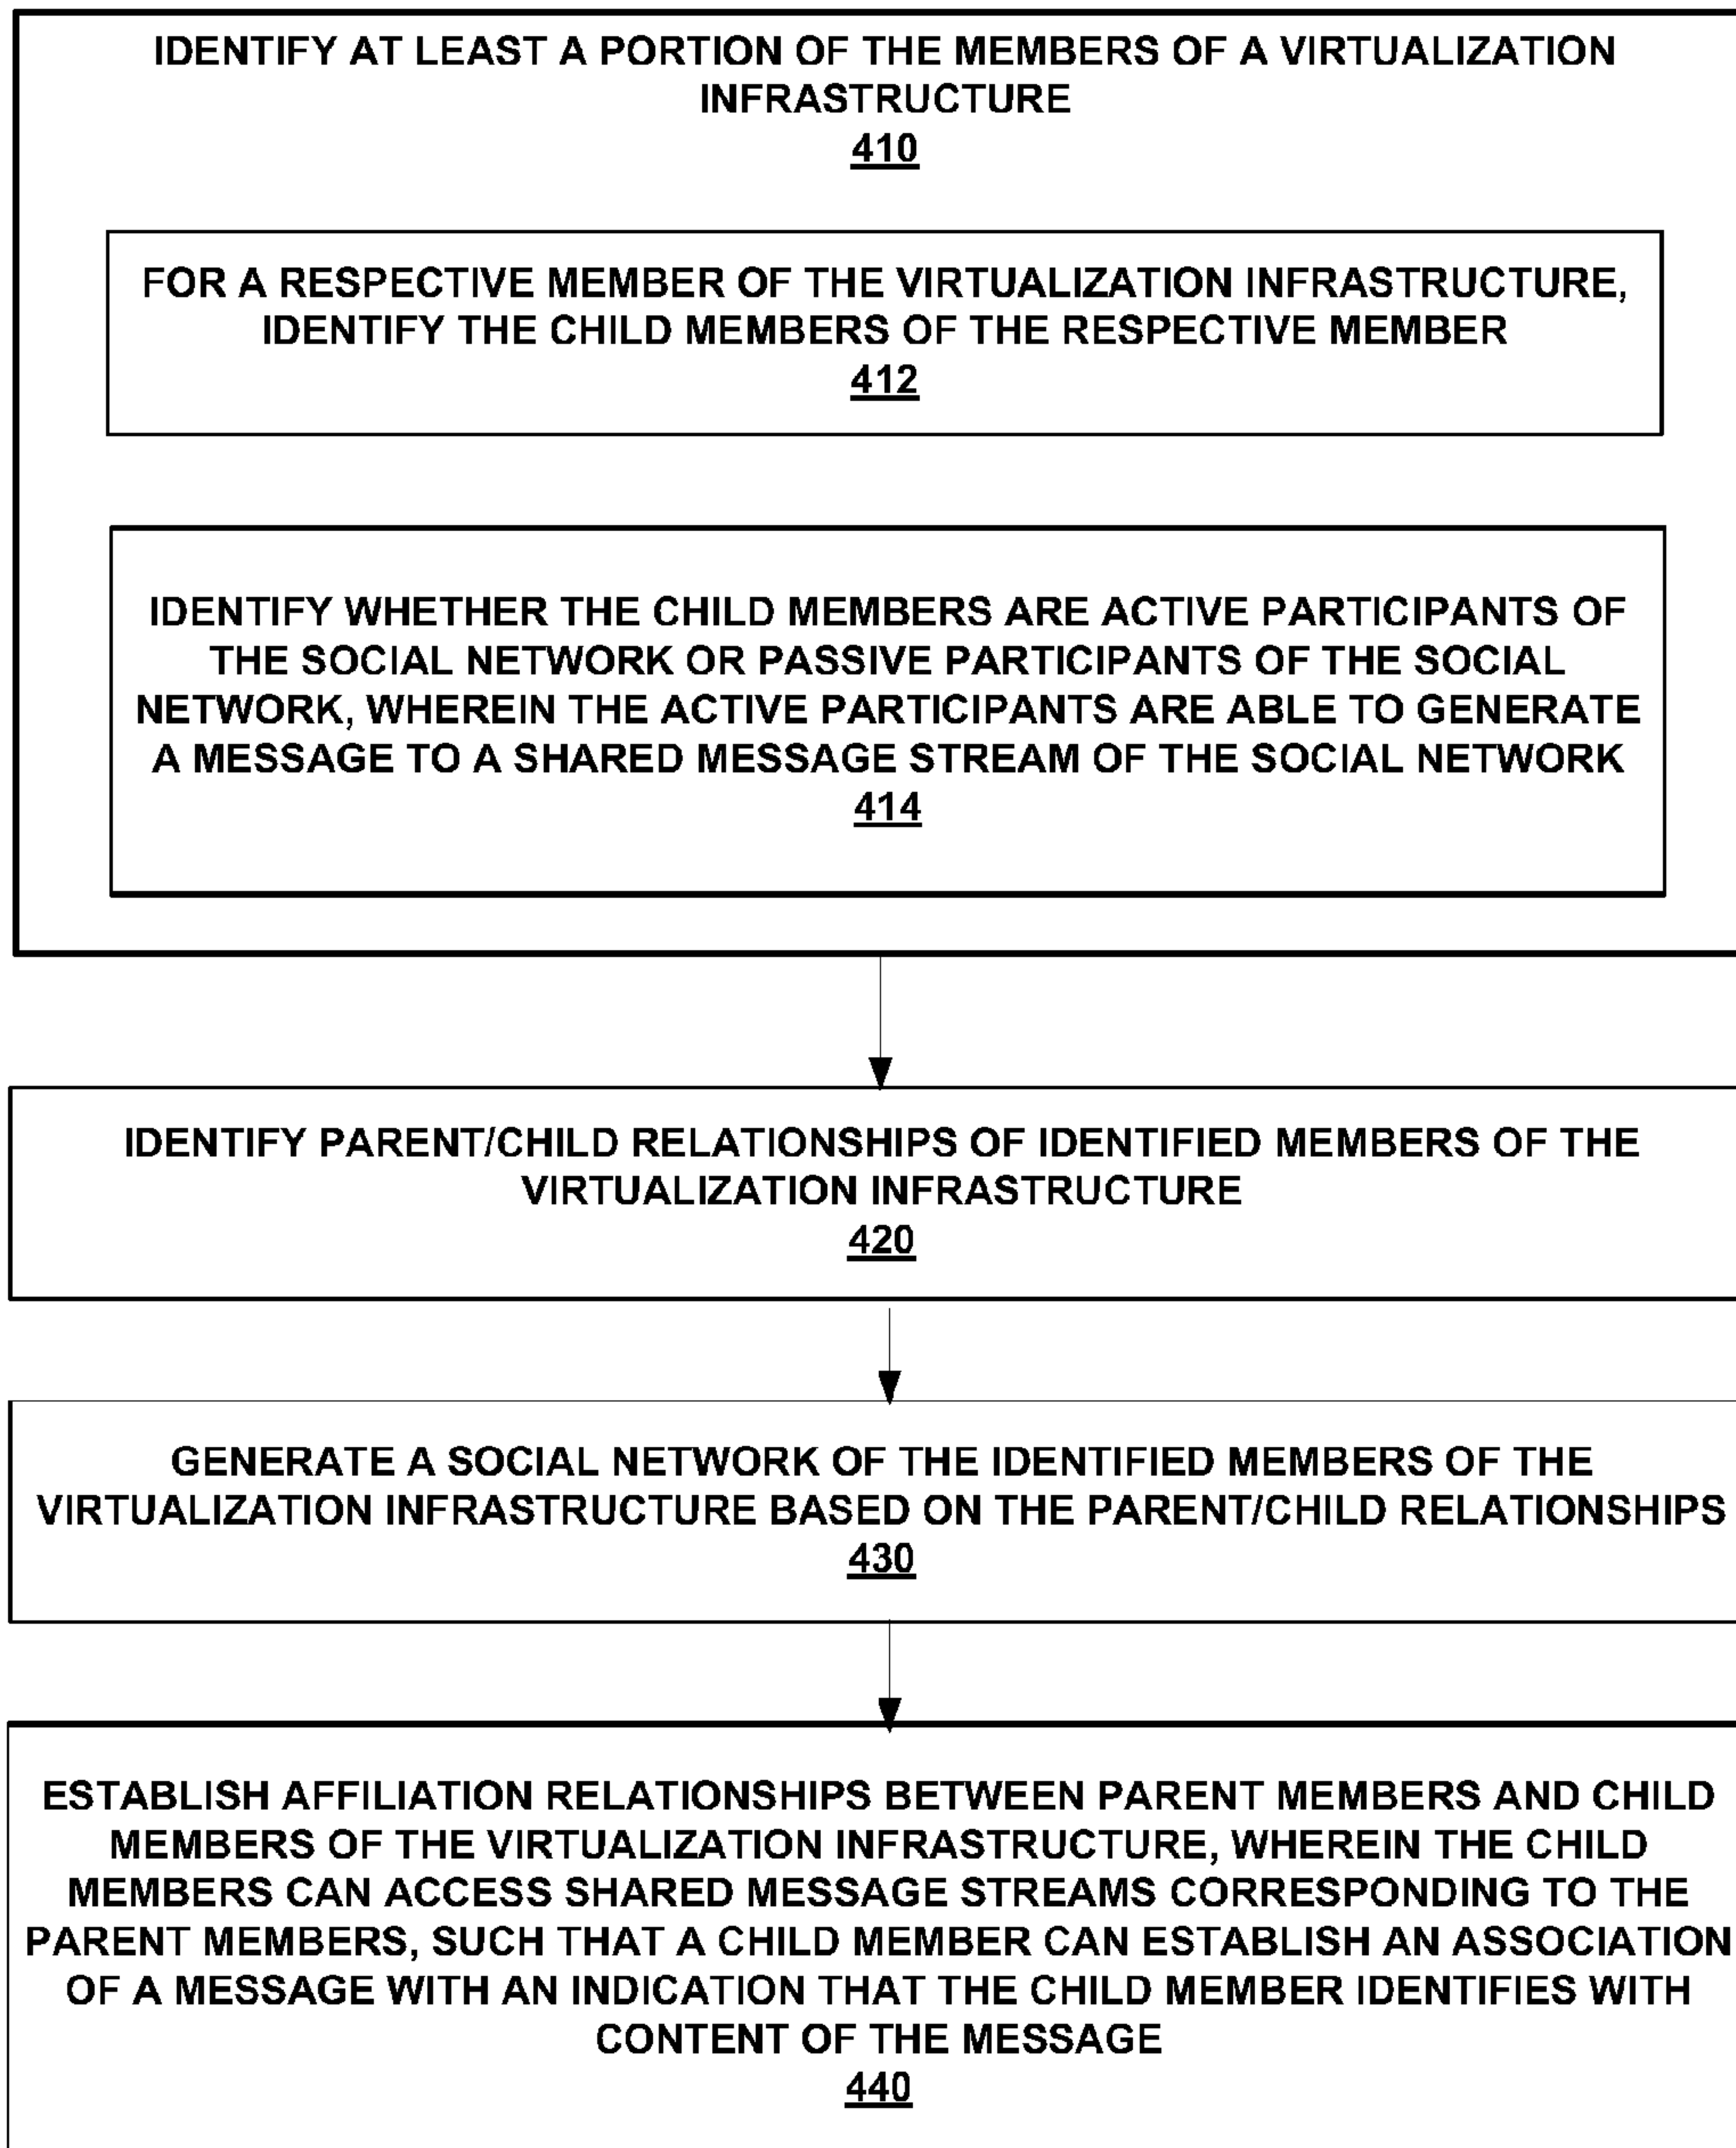 IDENTIFY AT LEAST A PORTION OF THE MEMBERS OF A VIRTUALIZATION
INFRASTRUCTURE
410
FOR A RESPECTIVE MEMBER OF THE VIRTUALIZATION INFRASTRUCTURE,
IDENTIFY THE CHILD MEMBERS OF THE RESPECTIVE MEMBER
412
IDENTIFY WHETHER THE CHILD MEMBERS ARE ACTIVE PARTICIPANTS OF
THE SOCIAL NETWORK OR PASSIVE PARTICIPANTS OF THE SOCIAL
NETWORK, WHEREIN THE ACTIVE PARTICIPANTS ARE ABLE TO GENERATE
A MESSAGE TO A SHARED MESSAGE STREAM OF THE SOCIAL NETWORK
414
IDENTIFY PARENT/CHILD RELATIONSHIPS OF IDENTIFIED MEMBERS OF THE
VIRTUALIZATION INFRASTRUCTURE
420
GENERATE A SOCIAL NETWORK OF THE IDENTIFIED MEMBERS OF THE
VIRTUALIZATION INFRASTRUCTURE BASED ON THE PARENT/CHILD RELATIONSHIPS
430
ESTABLISH AFFILIATION RELATIONSHIPS BETWEEN PARENT MEMBERS AND CHILD
MEMBERS OF THE VIRTUALIZATION INFRASTRUCTURE, WHEREIN THE CHILD
MEMBERS CAN ACCESS SHARED MESSAGE STREAMS CORRESPONDING TO THE
PARENT MEMBERS, SUCH THAT A CHILD MEMBER CAN ESTABLISH AN ASSOCIATION
OF A MESSAGE WITH AN INDICATION THAT THE CHILD MEMBER IDENTIFIES WITH
CONTENT OF THE MESSAGE
440